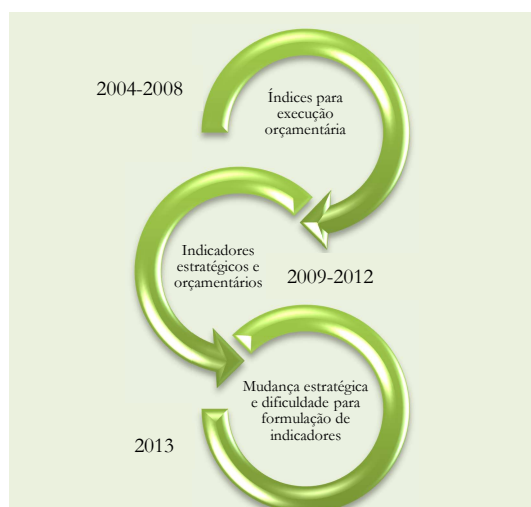 2004-2008
Índices para
execução
orçamentária
Indicadores
estratégicos e
orçamentários
2009-2012
Mudança estratégica
e dificuldade para
formulação de
indicadores
2013